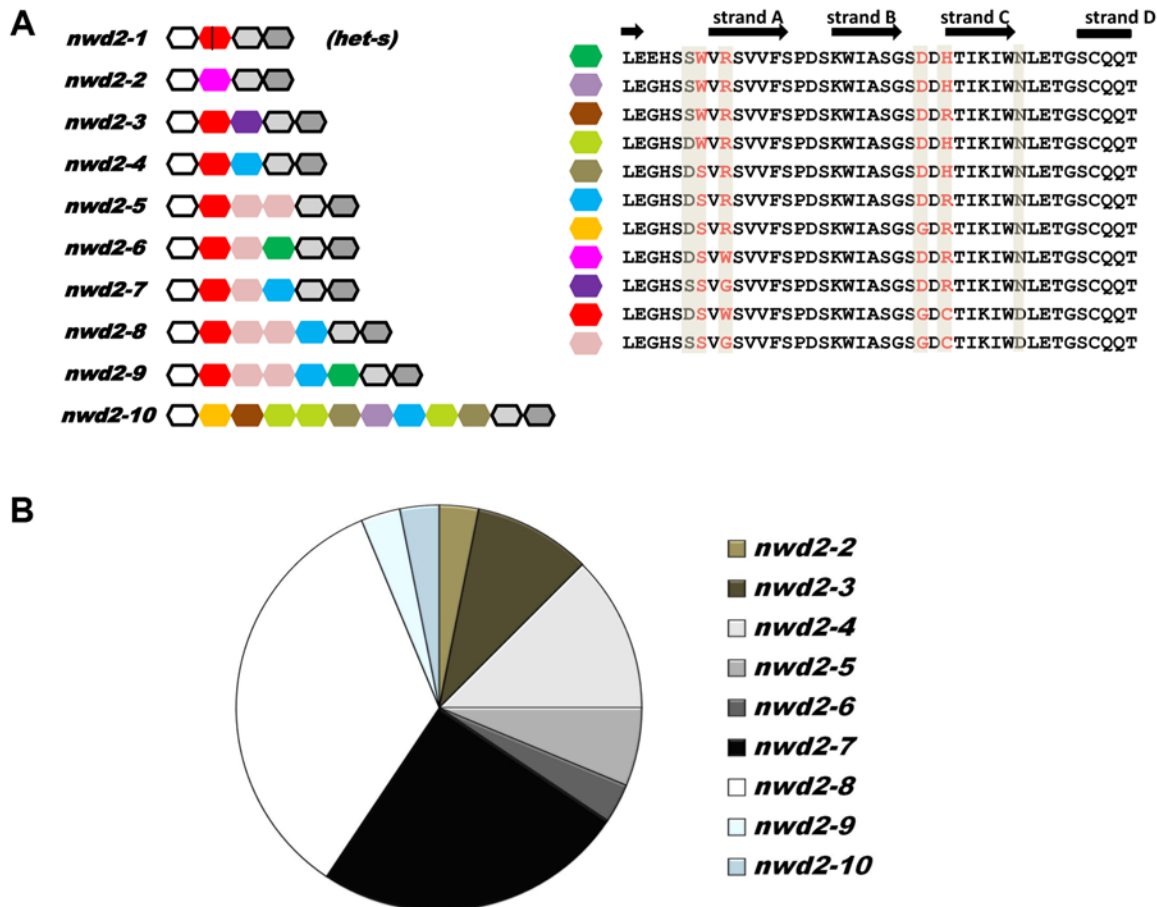 A
nwd2-1 (het-s)
nwd2-2
nwd2-3
nwd2-4
nwd2-5
nwd2-6
nwd2-7
nwd2-8
nwd2-9
nwd2-10
strand A strand B strand C strand D
LEEHSSWVRSVVFSPDSKWIASGSDDHTIKIWNLETGSCQQT
LEGHSSWVRSVVFSPDSKWIASGSDDHTIKIWNLETGSCQQT
LEGHSSWVRSVVFSPDSKWIASGSDDRTIKIWNLETGSCQQT
LEGHSDWVRSVVFSPDSKWIASGSDDHTIKIWNLETGSCQQT
LEGHSDSVRSVVFSPDSKWIASGSDDHTIKIWNLETGSCQQT
LEGHSDSVRSVVFSPDSKWIASGSDDRTIKIWNLETGSCQQT
LEGHSDSVRSVVFSPDSKWIASGSGDRTIKIWNLETGSCQQT
LEGHSDSVWSVVFSPDSKWIASGSDDRTIKIWNLETGSCQQT
LEGHSSSVGSVVFSPDSKWIASGSDDRTIKIWNLETGSCQQT
LEGHSDSVWSVVFSPDSKWIASGSGDCTIKIWDLETGSCQQT
LEGHSSSVGSVVFSPDSKWIASGSGDCTIKIWDLETGSCQQT
B
nwd2-2
nwd2-3
nwd2-4
nwd2-5
nwd2-6
nwd2-7
nwd2-8
nwd2-9
nwd2-10